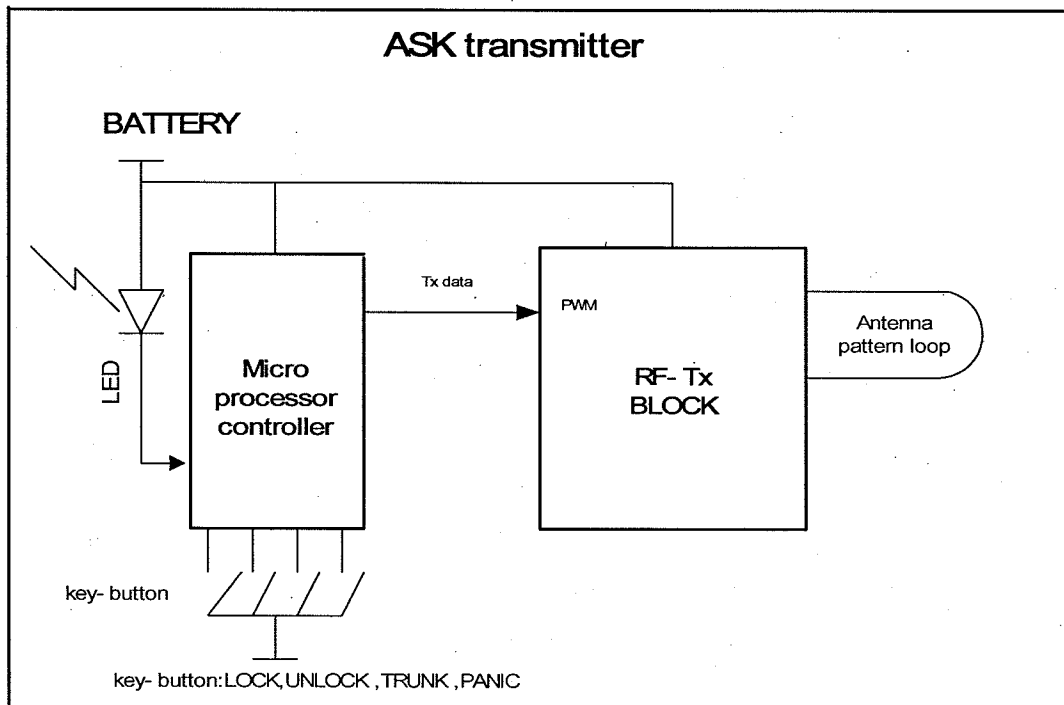 ASK transmitter
BATTERY
LED
Micro
processor
controller
Tx data
PWM
RF- Tx
BLOCK
Antenna
pattern loop
key- button
key- button:LOCK,UNLOCK ,TRUNK ,PANIC